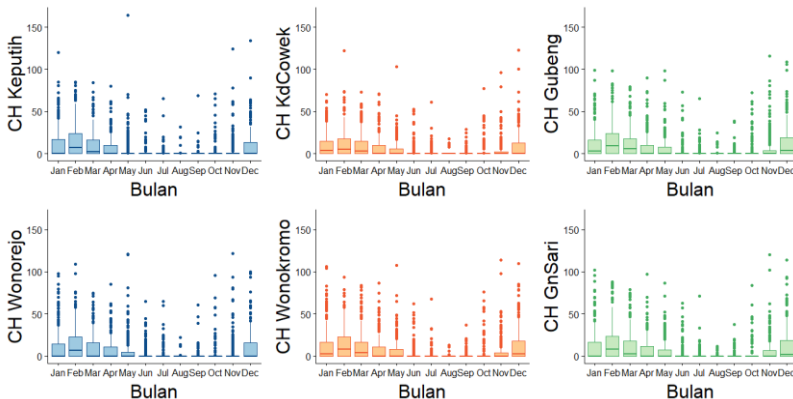 CH Keputih
150
100
50
0
Jan Feb Mar Apr May Jun Jul Aug Sep Oct Nov Dec
Bulan
CH KdCowek
150
100
50
0
Jan Feb Mar Apr May Jun Jul Aug Sep Oct Nov Dec
Bulan
CH Gubeng
150
100
50
0
Jan Feb Mar Apr May Jun Jul Aug Sep Oct Nov Dec
Bulan
CH Wonorejo
150
100
50
0
Jan Feb Mar Apr May Jun Jul Aug Sep Oct Nov Dec
Bulan
CH Wonokromo
150
100
50
0
Jan Feb Mar Apr May Jun Jul Aug Sep Oct Nov Dec
Bulan
CH GnSari
150
100
50
0
Jan Feb Mar Apr May Jun Jul Aug Sep Oct Nov Dec
Bulan